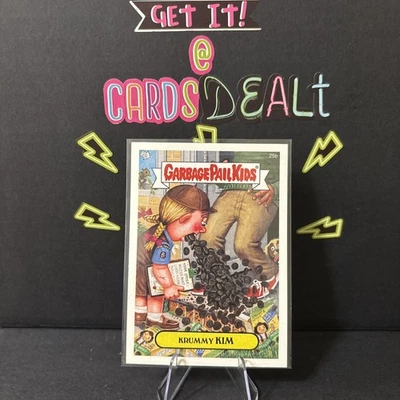 GET IT!
@
CARDS DEALt
25b
GARBAGE PAIL KIDS
KRUMMY KIM